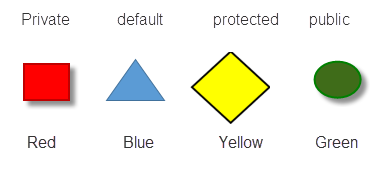 Private default protected public
Red Blue Yellow Green